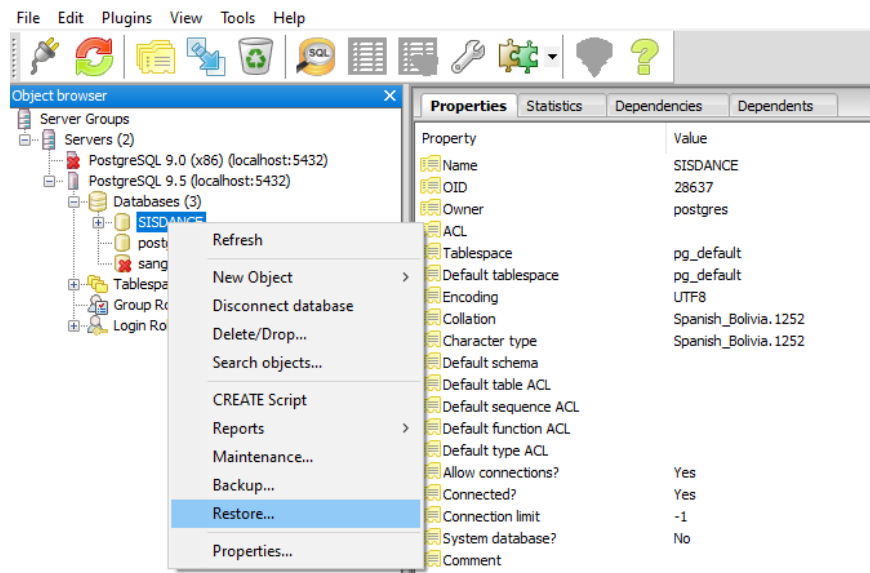 File Edit Plugins View Tools Help
SQL
Object browser
Server Groups
Servers (2)
PostgreSQL 9.0 (x86) (localhost:5432)
PostgreSQL 9.5 (localhost:5432)
Databases (3)
SISDANCE
postg
sang
Tablespa
Group Ro
Login Ro
Refresh
New Object
Disconnect database
Delete/Drop...
Search objects...
CREATE Script
Reports
Maintenance...
Backup...
Restore...
Properties...
Properties Statistics Dependencies Dependents
Property Value
Name SISDANCE
OID 28637
Owner postgres
ACL
Tablespace pg_default
Default tablespace pg_default
Encoding UTF8
Collation Spanish_Bolivia.1252
Character type Spanish_Bolivia.1252
Default schema
Default table ACL
Default sequence ACL
Default function ACL
Default type ACL
Allow connections? Yes
Connected? Yes
Connection limit -1
System database? No
Comment